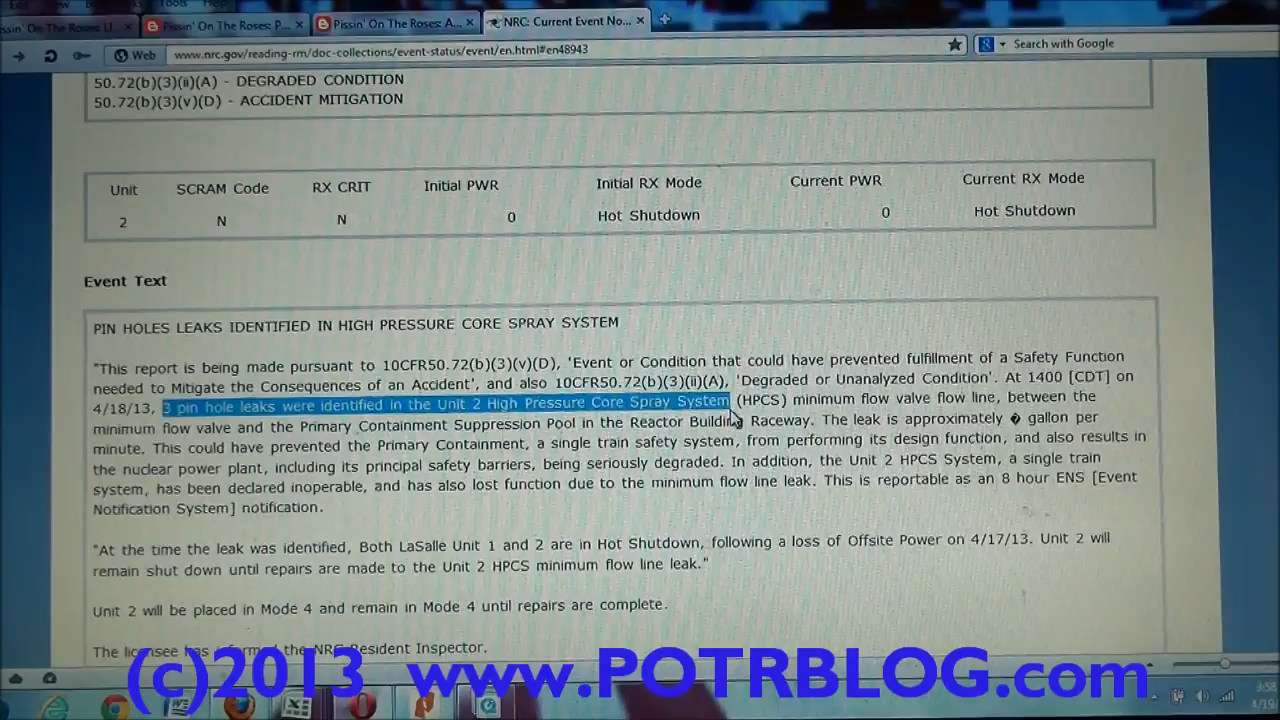 Tools Help
Pissin' On The Roses: P... × Pissin' On The Roses: A... × NRC: Current Event No... ×
Web www.nrc.gov/reading-rm/doc-collections/event-status/event/en.html#en48943 Search with Google
50.72(b)(3)(ii)(A) - DEGRADED CONDITION
50.72(b)(3)(v)(D) - ACCIDENT MITIGATION
Unit SCRAM Code RX CRIT Initial PWR Initial RX Mode Current PWR Current RX Mode
2 N N 0 Hot Shutdown 0 Hot Shutdown
Event Text
PIN HOLES LEAKS IDENTIFIED IN HIGH PRESSURE CORE SPRAY SYSTEM
"This report is being made pursuant to 10CFR50.72(b)(3)(v)(D), 'Event or Condition that could have prevented fulfillment of a Safety Function
needed to Mitigate the Consequences of an Accident', and also 10CFR50.72(b)(3)(ii)(A), 'Degraded or Unanalyzed Condition'. At 1400 [CDT] on
4/18/13, 3 pin hole leaks were identified in the Unit 2 High Pressure Core Spray System (HPCS) minimum flow valve flow line, between the
minimum flow valve and the Primary Containment Suppression Pool in the Reactor Building Raceway. The leak is approximately � gallon per
minute. This could have prevented the Primary Containment, a single train safety system, from performing its design function, and also results in
the nuclear power plant, including its principal safety barriers, being seriously degraded. In addition, the Unit 2 HPCS System, a single train
system, has been declared inoperable, and has also lost function due to the minimum flow line leak. This is reportable as an 8 hour ENS [Event
Notification System] notification.
"At the time the leak was identified, Both LaSalle Unit 1 and 2 are in Hot Shutdown, following a loss of Offsite Power on 4/17/13. Unit 2 will
remain shut down until repairs are made to the Unit 2 HPCS minimum flow line leak."
Unit 2 will be placed in Mode 4 and remain in Mode 4 until repairs are complete.
The licensee has informed the NRC Resident Inspector.
(c)2013 www.POTRBLOG.com